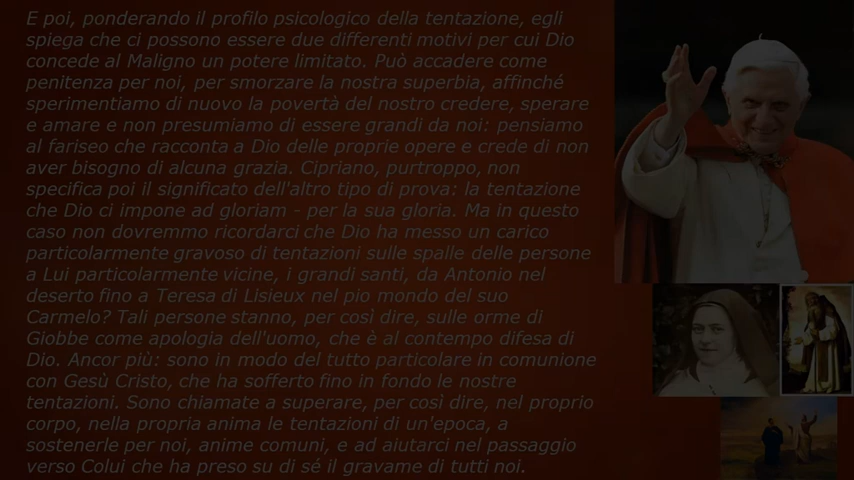 E poi, ponderando il profilo psicologico della tentazione, egli
spiega che ci possono essere due differenti motivi per cui Dio
concede al Maligno un potere limitato. Può accadere come
penitenza per noi, per smorzare la nostra superbia, affinché
sperimentiamo di nuovo la povertà del nostro credere, sperare
e amare e non presumiamo di essere grandi da noi: pensiamo
al fariseo che racconta a Dio delle proprie opere e crede di non
aver bisogno di alcuna grazia. Cipriano, purtroppo, non
specifica poi il significato dell'altro tipo di prova: la tentazione
che Dio ci impone ad gloriam - per la sua gloria. Ma in questo
caso non dovremmo ricordarci che Dio ha messo un carico
particolarmente gravoso di tentazioni sulle spalle delle persone
a Lui particolarmente vicine, i grandi santi, da Antonio nel
deserto fino a Teresa di Lisieux nel pio mondo del suo
Carmelo? Tali persone stanno, per così dire, sulle orme di
Giobbe come apologia dell'uomo, che è al contempo difesa di
Dio. Ancor più: sono in modo del tutto particolare in comunione
con Gesù Cristo, che ha sofferto fino in fondo le nostre
tentazioni. Sono chiamate a superare, per così dire, nel proprio
corpo, nella propria anima le tentazioni di un'epoca, a
sostenerle per noi, anime comuni, e ad aiutarci nel passaggio
verso Colui che ha preso su di sé il gravame di tutti noi.